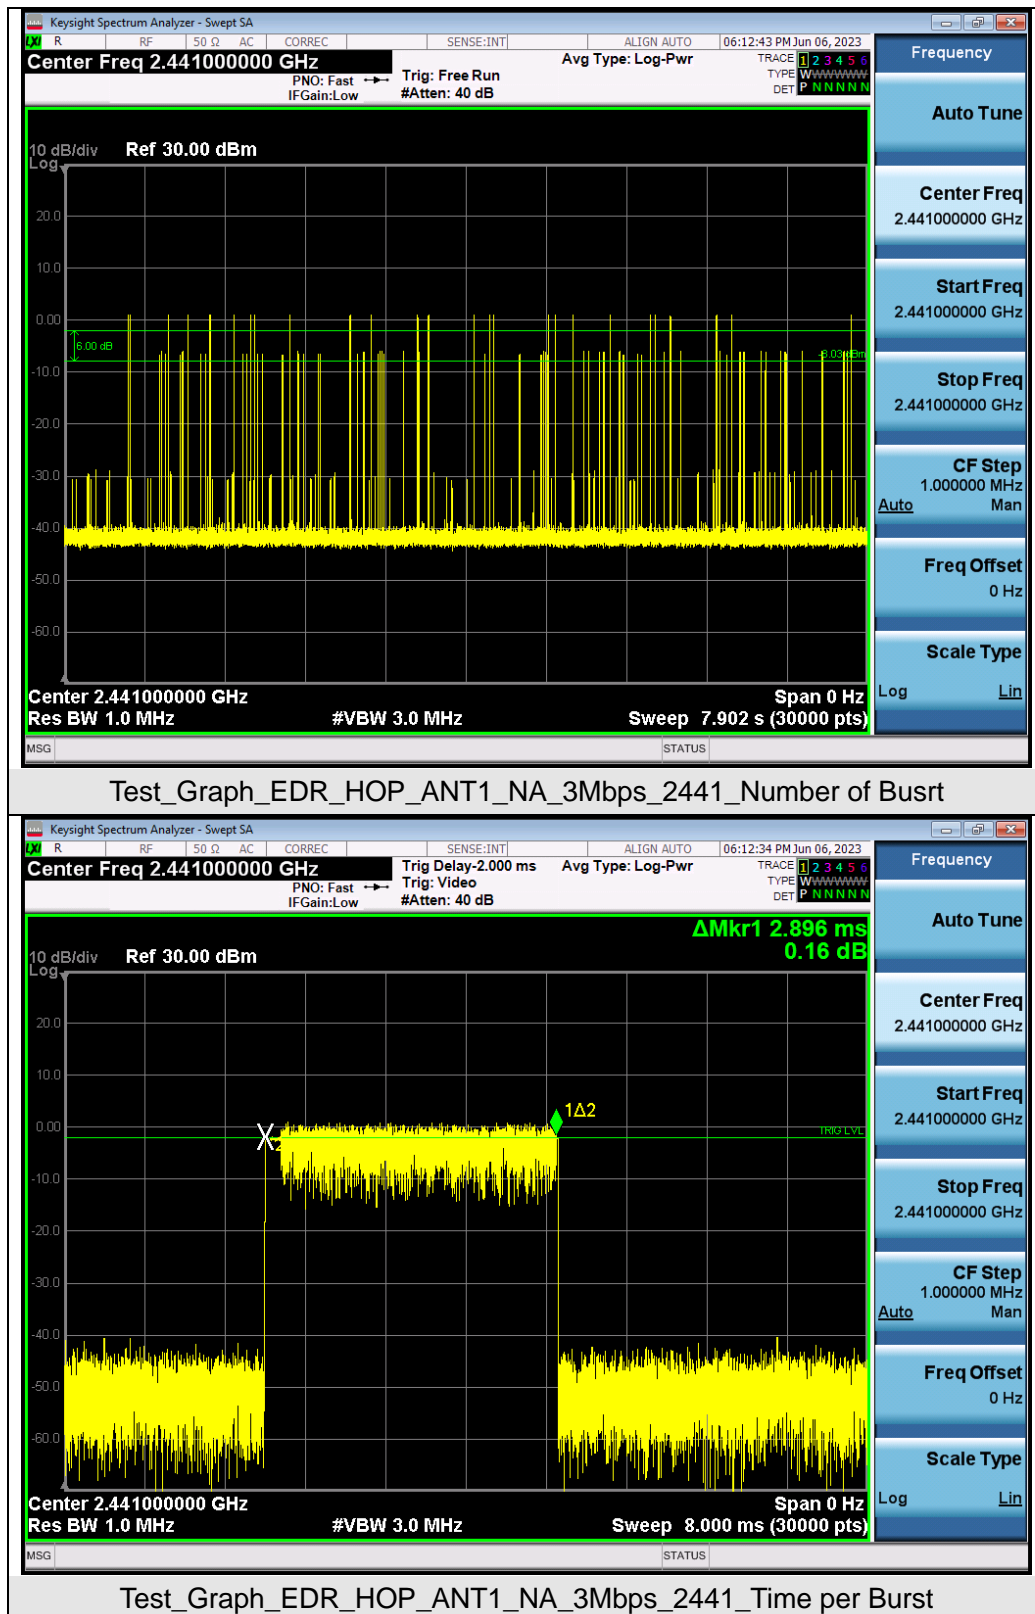 Keysight Spectrum Analyzer - Swept SA
LXI R RF 50 Ω AC CORREC SENSE:INT ALIGN AUTO 06:12:43 PM Jun 06, 2023
Center Freq 2.441000000 GHz Avg Type: Log-Pwr TRACE 1 2 3 4 5 6
PNO: Fast Trig: Free Run TYPE WWWWWW
IFGain:Low #Atten: 40 dB DET P N N N N N
Frequency
Auto Tune
10 dB/div Ref 30.00 dBm
Log
Center Freq
2.441000000 GHz
20.0
10.0
Start Freq
2.441000000 GHz
0.00
6.00 dB
-8.03 dBm
-10.0
Stop Freq
2.441000000 GHz
-20.0
-30.0
CF Step
1.000000 MHz
Auto Man
-40.0
-50.0
Freq Offset
0 Hz
-60.0
Scale Type
Log Lin
Center 2.441000000 GHz Span 0 Hz
Res BW 1.0 MHz #VBW 3.0 MHz Sweep 7.902 s (30000 pts)
MSG STATUS
Test_Graph_EDR_HOP_ANT1_NA_3Mbps_2441_Number of Busrt
Keysight Spectrum Analyzer - Swept SA
LXI R RF 50 Ω AC CORREC SENSE:INT ALIGN AUTO 06:12:34 PM Jun 06, 2023
Center Freq 2.441000000 GHz Trig Delay-2.000 ms Avg Type: Log-Pwr TRACE 1 2 3 4 5 6
PNO: Fast Trig: Video TYPE WWWWWW
IFGain:Low #Atten: 40 dB DET P N N N N N
Frequency
Auto Tune
ΔMkr1 2.896 ms
0.16 dB
10 dB/div Ref 30.00 dBm
Log
Center Freq
2.441000000 GHz
20.0
10.0
Start Freq
2.441000000 GHz
1Δ2
0.00
TRIG LVL
-10.0
Stop Freq
2.441000000 GHz
-20.0
-30.0
CF Step
1.000000 MHz
Auto Man
-40.0
-50.0
Freq Offset
0 Hz
-60.0
Scale Type
Log Lin
Center 2.441000000 GHz Span 0 Hz
Res BW 1.0 MHz #VBW 3.0 MHz Sweep 8.000 ms (30000 pts)
MSG STATUS
Test_Graph_EDR_HOP_ANT1_NA_3Mbps_2441_Time per Burst